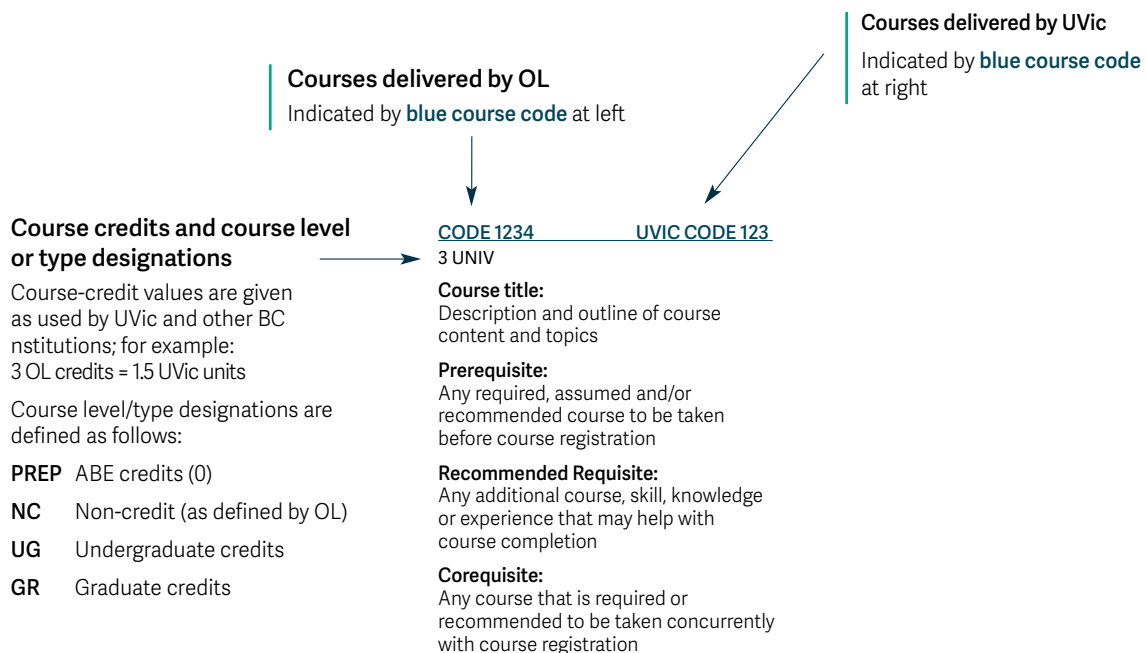 Courses delivered by UVic
Indicated by blue course code
at right
Courses delivered by OL
Indicated by blue course code at left
Course credits and course level
or type designations
Course-credit values are given
as used by UVic and other BC
nstitutions; for example:
3 OL credits = 1.5 UVic units
Course level/type designations are
defined as follows:
PREP ABE credits (0)
NC Non-credit (as defined by OL)
UG Undergraduate credits
GR Graduate credits
CODE 1234 UVIC CODE 123
3 UNIV
Course title:
Description and outline of course
content and topics
Prerequisite:
Any required, assumed and/or
recommended course to be taken
before course registration
Recommended Requisite:
Any additional course, skill, knowledge
or experience that may help with
course completion
Corequisite:
Any course that is required or
recommended to be taken concurrently
with course registration